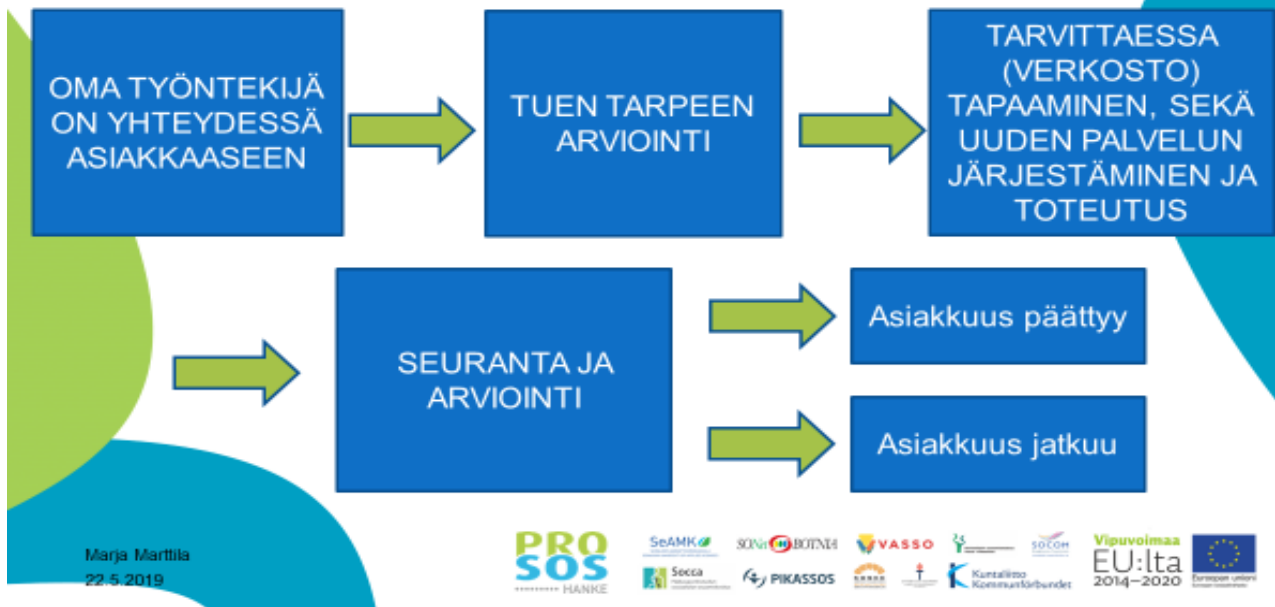 OMA TYÖNTEKIJÄ
ON YHTEYDESSÄ
ASIAKKAASEEN
TUEN TARPEEN
ARVIOINTI
TARVITTAESSA
(VERKOSTO)
TAPAAMINEN, SEKÄ
UUDEN PALVELUN
JÄRJESTÄMINEN JA
TOTEUTUS
SEURANTA JA
ARVIOINTI
Asiakkuus päättyy
Asiakkuus jatkuu
Marja Marttila
22.5.2019
PRO
SOS
HANKE
SeAMK
SONet BOTNIA
VASSO
SOCOM
Socca
PIKASSOS
Kuntaliitto
Kommunförbundet
Vipuvoimaa
EU:lta
2014–2020
Euroopan unioni